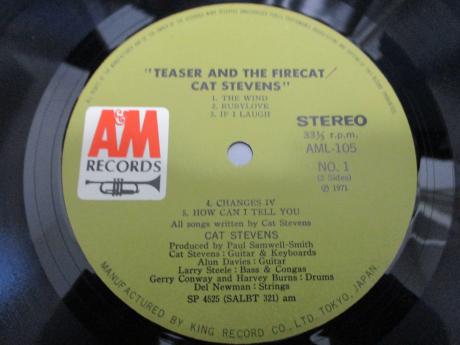 "TEASER AND THE FIRECAT/
CAT STEVENS"
1. THE WIND
2. RUBYLOVE
3. IF I LAUGH
STEREO
33⅓ r.p.m.
AML-105
NO. 1
(2 Sides)
Ⓟ 1971
A&M
RECORDS
4. CHANGES IV
5. HOW CAN I TELL YOU
All songs written by Cat Stevens
CAT STEVENS
Produced by Paul Samwell-Smith
Cat Stevens: Guitar & Keyboards
Alun Davies: Guitar
Larry Steele: Bass & Congas
Gerry Conway and Harvey Burns: Drums
Del Newman: Strings
SP 4525 (SALBT 321) am
MANUFACTURED BY KING RECORD CO., LTD. TOKYO, JAPAN